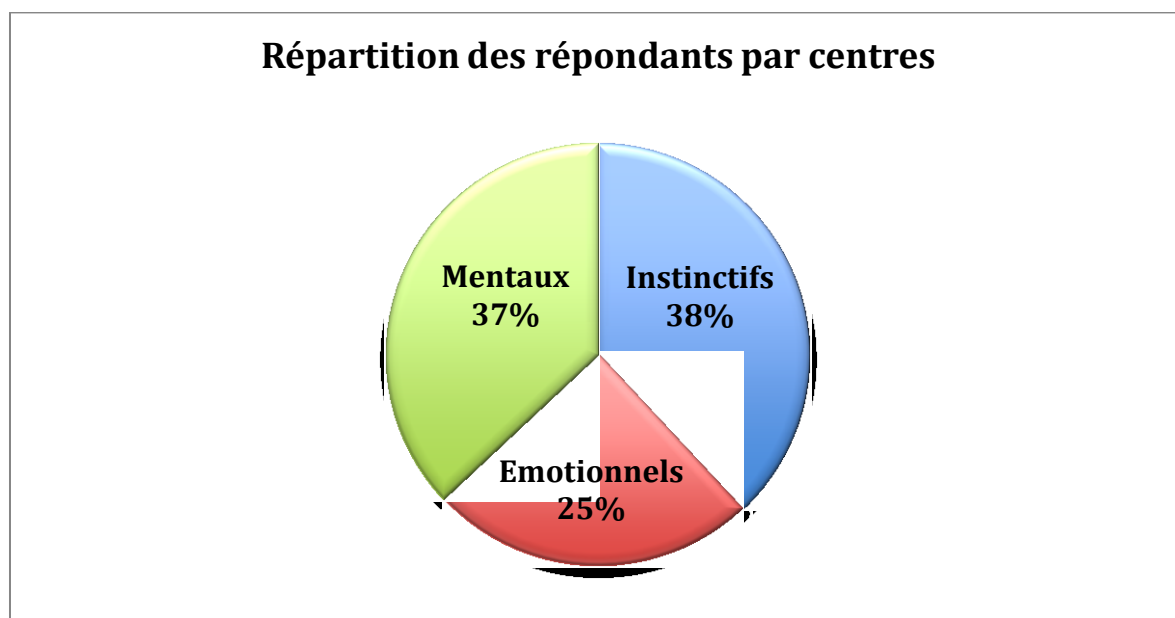 Répartition des répondants par centres
Mentaux
37%
Instinctifs
38%
Emotionnels
25%